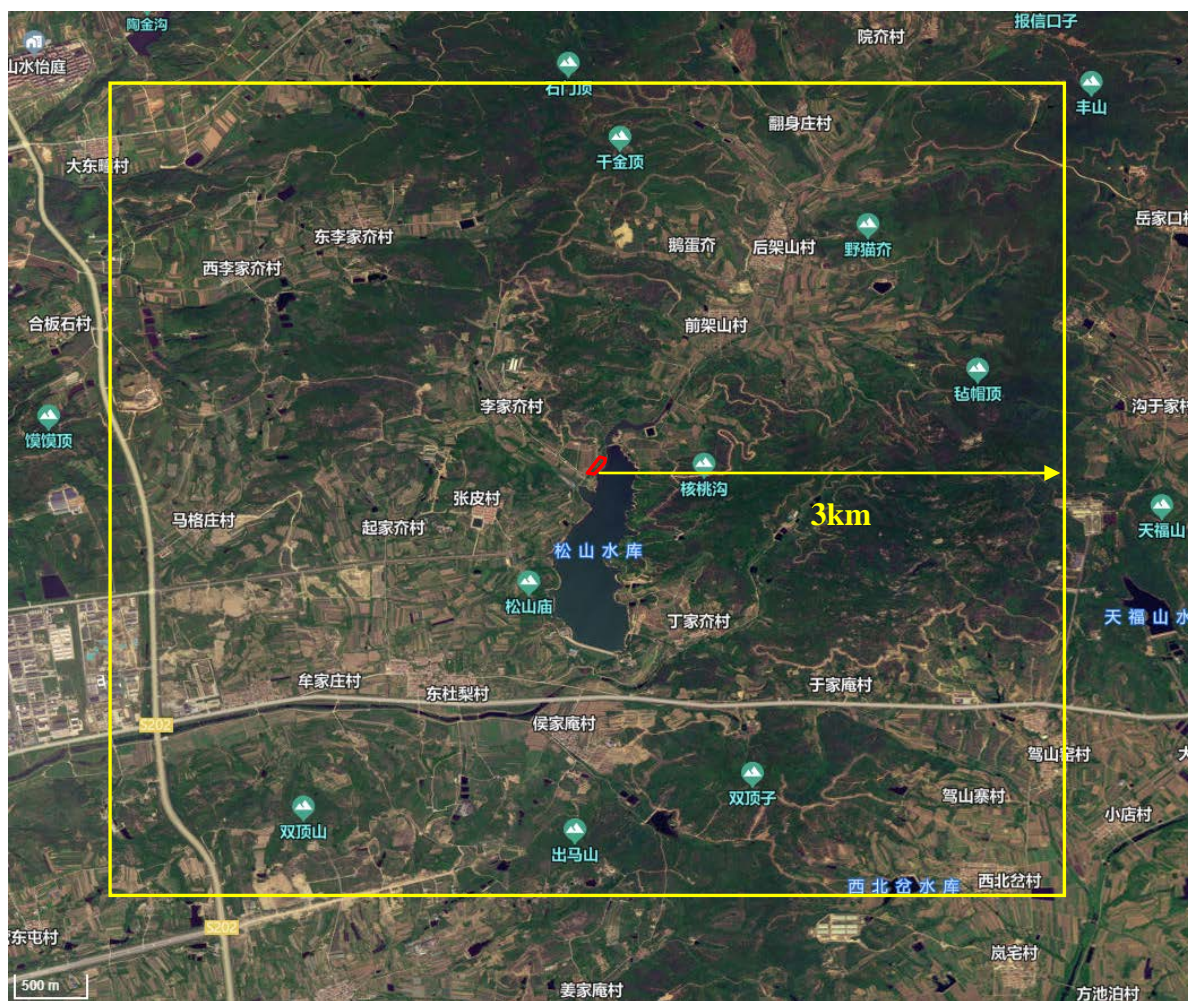 陶金沟
院夼村
报信口子
山水怡庭
石门顶
丰山
翻身庄村
千金顶
大东疃村
岳家口
东李家夼村
鹅蛋夼
后架山村
野猫夼
西李家夼村
合板石村
前架山村
毡帽顶
李家夼村
沟于家村
馍馍顶
核桃沟
张皮村
3km
马格庄村
起家夼村
天福山
松山水库
松山庙
丁家夼村
天福山水
牟家庄村
东杜梨村
于家庵村
侯家庵村
S202
驾山窑村
双顶子
驾山寨村
双顶山
小店村
出马山
西北岔水库
西北岔村
S202
东屯村
岚宅村
500 m
姜家庵村
方池泊村